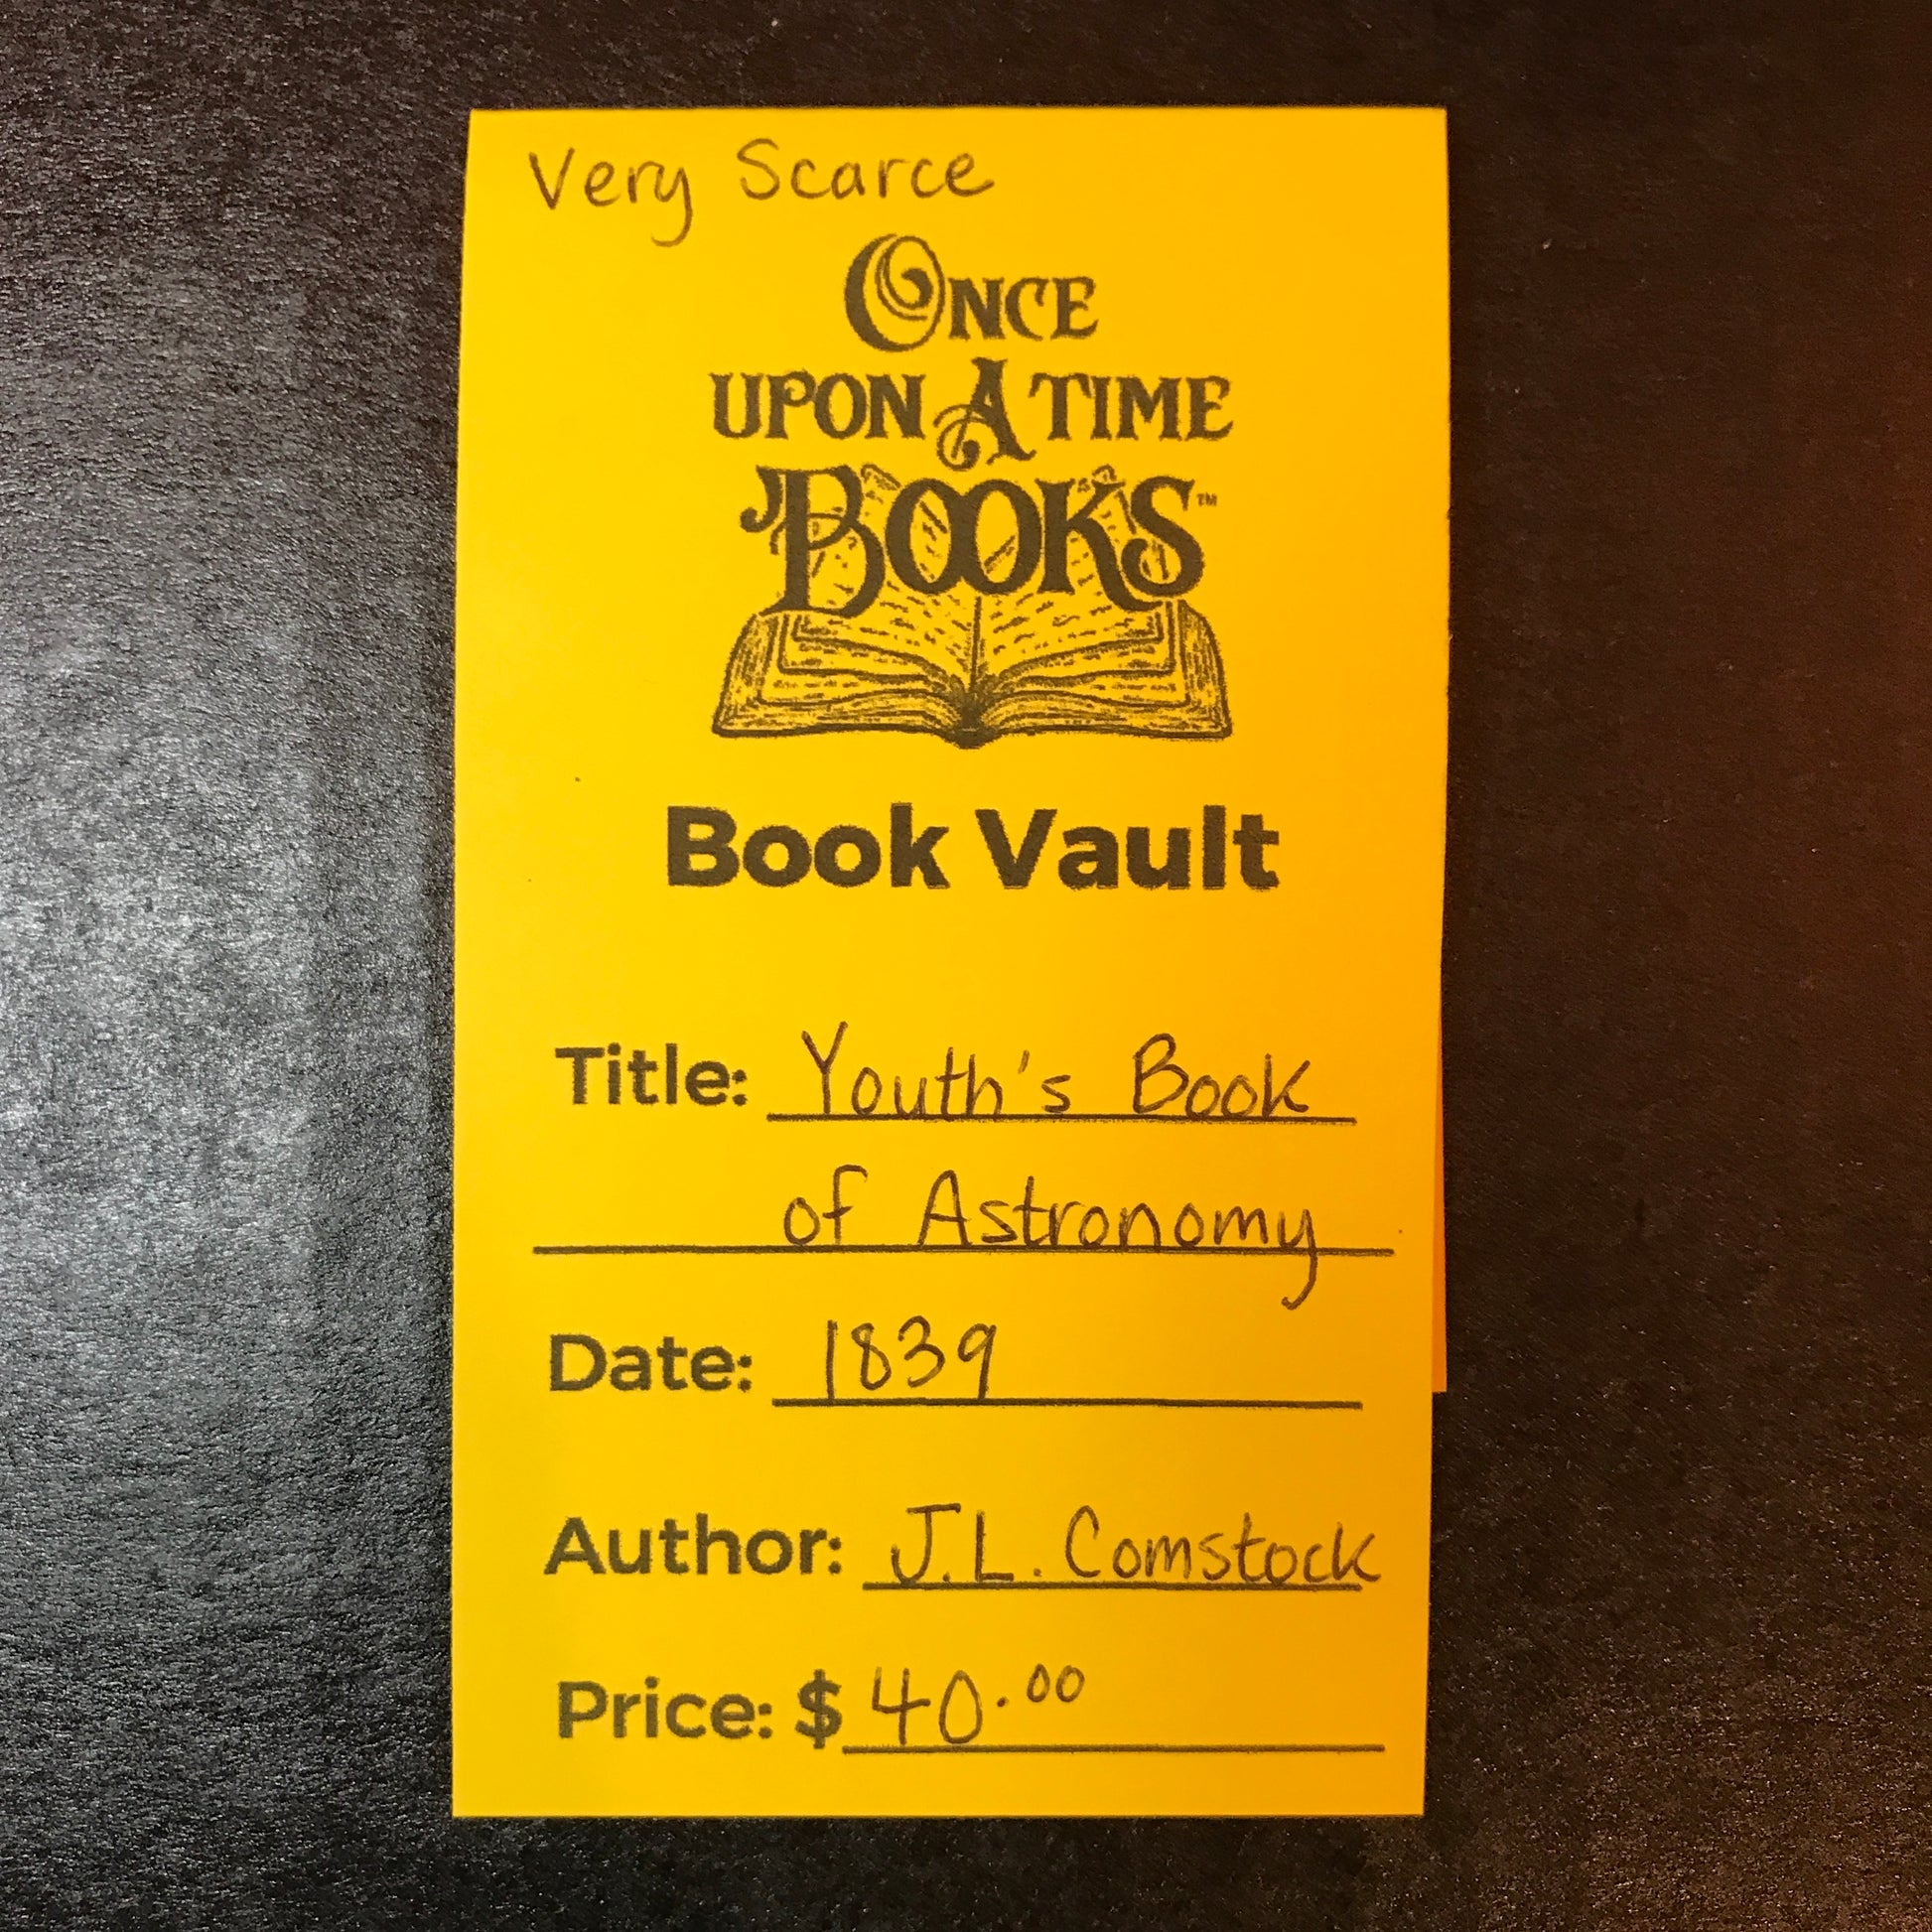 Very Scarce
ONCE
UPON A TIME
BOOKS™
Book Vault
Title: Youth's Book
of Astronomy
Date: 1839
Author: J.L. Comstock
Price: $ 40.00